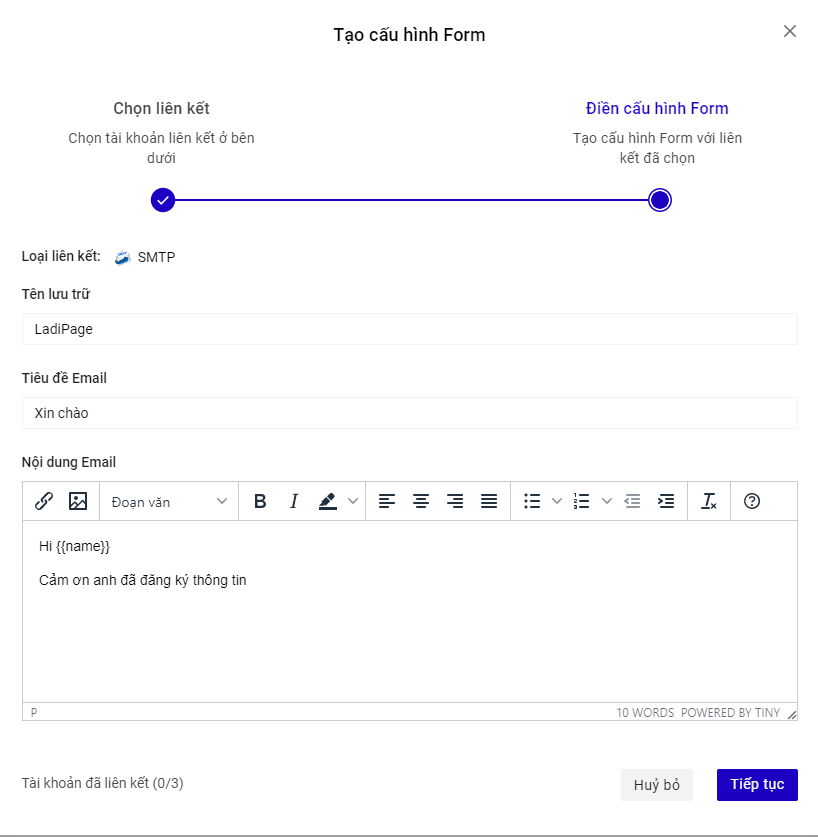 Tạo cấu hình Form
Chọn liên kết
Chọn tài khoản liên kết ở bên
dưới
Điền cấu hình Form
Tạo cấu hình Form với liên
kết đã chọn
Loại liên kết: SMTP
Tên lưu trữ
LadiPage
Tiêu đề Email
Xin chào
Nội dung Email
Đoạn văn B I
Hi {{name}}
Cảm ơn anh đã đăng ký thông tin
P 10 WORDS POWERED BY TINY
Tài khoản đã liên kết (0/3) Huỷ bỏ Tiếp tục